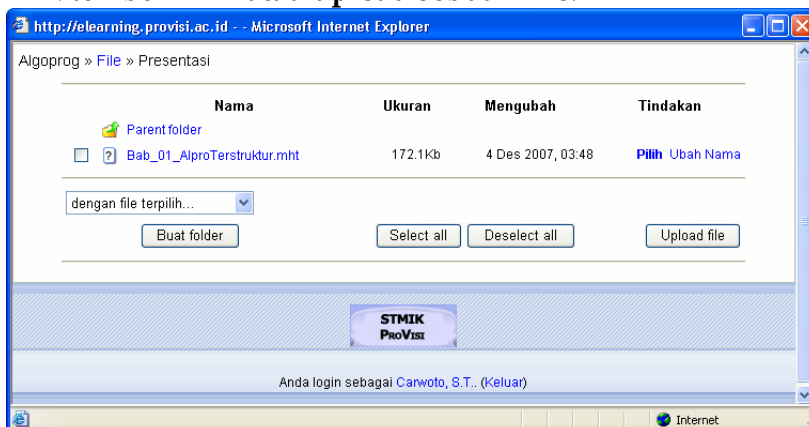 http://elearning.provisi.ac.id - - Microsoft Internet Explorer
Algoprog » File » Presentasi
Nama Ukuran Mengubah Tindakan
Parent folder
Bab_01_AlproTerstruktur.mht 172.1Kb 4 Des 2007, 03:48 Pilih Ubah Nama
dengan file terpilih...
Buat folder Select all Deselect all Upload file
STMIK
PROVISI
Anda login sebagai Carwoto, S.T.. (Keluar)
Internet